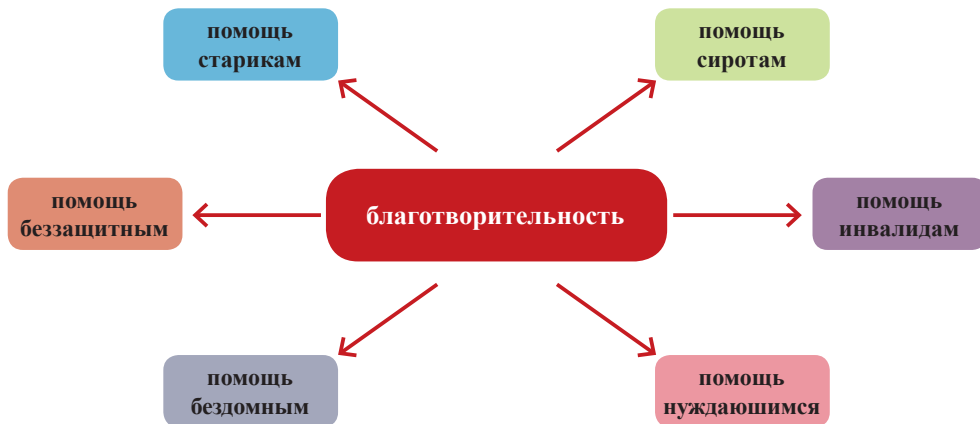 помощь
старикам
помощь
сиротам
помощь
беззащитным
благотворительность
помощь
инвалидам
помощь
бездомным
помощь
нуждаюшимся